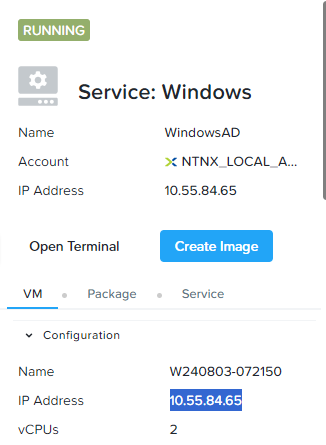 RUNNING
Service: Windows
Name WindowsAD
Account NTNX_LOCAL_A...
IP Address 10.55.84.65
Open Terminal Create Image
VM Package Service
Configuration
Name W240803-072150
IP Address 10.55.84.65
vCPUs 2